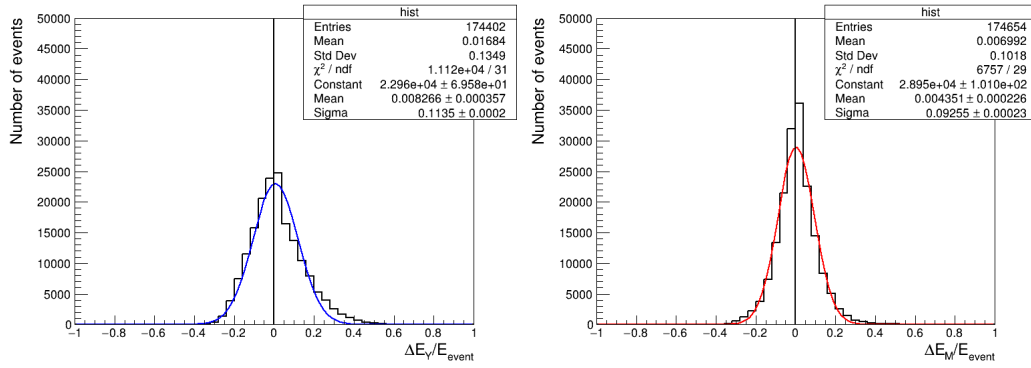 hist
Entries 174402
Mean 0.01684
Std Dev 0.1349
χ² / ndf 1.112e+04 / 31
Constant 2.296e+04 ± 6.958e+01
Mean 0.008266 ± 0.000357
Sigma 0.1135 ± 0.0002
Number of events
50000
45000
40000
35000
30000
25000
20000
15000
10000
5000
0
−1 −0.8 −0.6 −0.4 −0.2 0 0.2 0.4 0.6 0.8 1
ΔE_Y/E_event
hist
Entries 174654
Mean 0.006992
Std Dev 0.1018
χ² / ndf 6757 / 29
Constant 2.895e+04 ± 1.010e+02
Mean 0.004351 ± 0.000226
Sigma 0.09255 ± 0.00023
Number of events
50000
45000
40000
35000
30000
25000
20000
15000
10000
5000
0
−1 −0.8 −0.6 −0.4 −0.2 0 0.2 0.4 0.6 0.8 1
ΔE_M/E_event